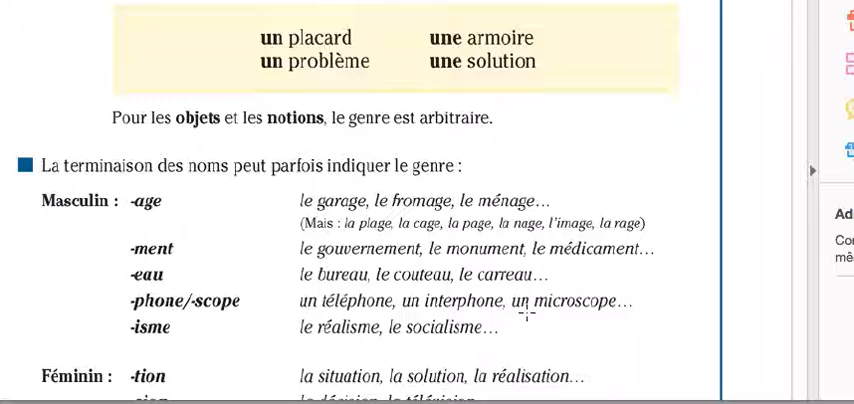 un placard une armoire
un problème une solution
Pour les objets et les notions, le genre est arbitraire.
La terminaison des noms peut parfois indiquer le genre :
Masculin : -age le garage, le fromage, le ménage…
(Mais : la plage, la cage, la page, la nage, l'image, la rage)
-ment le gouvernement, le monument, le médicament…
-eau le bureau, le couteau, le carreau…
-phone/-scope un téléphone, un interphone, un microscope…
-isme le réalisme, le socialisme…
Féminin : -tion la situation, la solution, la réalisation…
Ad
Co
mê